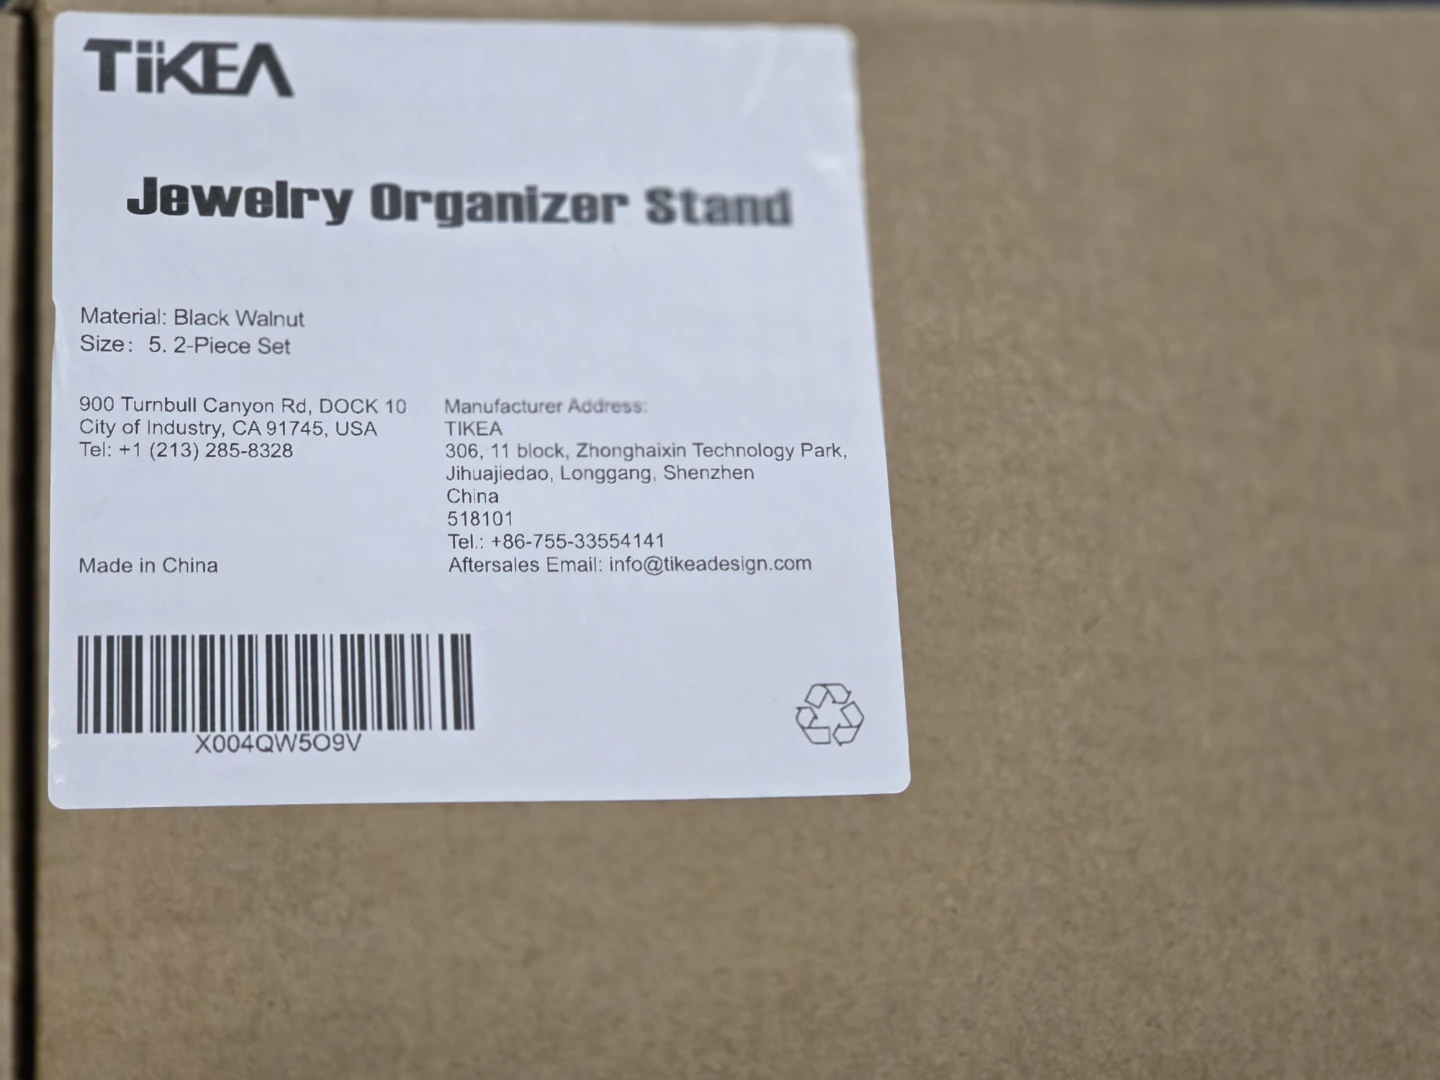 TiKEA
Jewelry Organizer Stand
Material: Black Walnut
Size: 5. 2-Piece Set
900 Turnbull Canyon Rd, DOCK 10
City of Industry, CA 91745, USA
Tel: +1 (213) 285-8328
Made in China
Manufacturer Address:
TIKEA
306, 11 block, Zhonghaixin Technology Park,
Jihuajiedao, Longgang, Shenzhen
China
518101
Tel.: +86-755-33554141
Aftersales Email: info@tikeadesign.com
X004QW5O9V